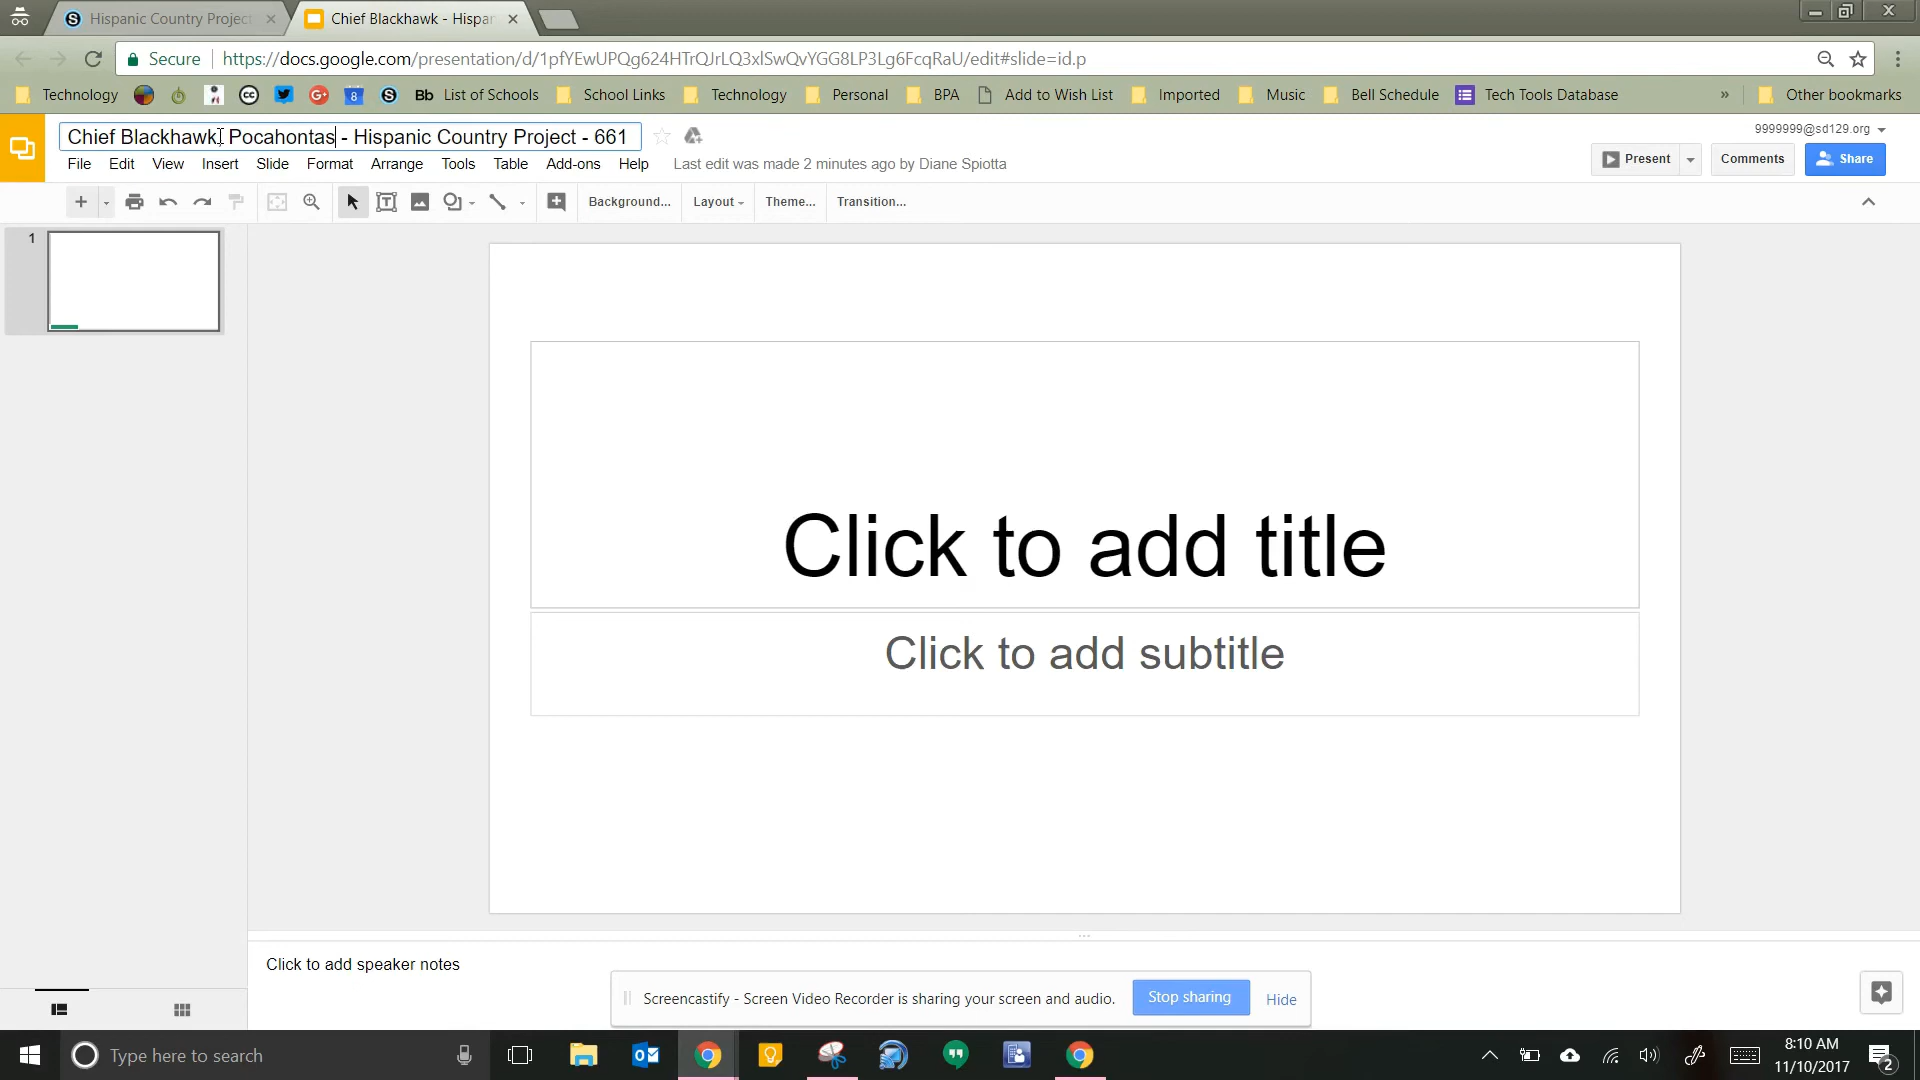 Hispanic Country Project
Chief Blackhawk - Hispan
Secure
https://docs.google.com/presentation/d/1pfYEwUPQg624HTrQJrLQ3xlSwQvYGG8LP3Lg6FcqRaU/edit#slide=id.p
Technology
Bb List of Schools School Links Technology Personal BPA Add to Wish List Imported Music Bell Schedule Tech Tools Database » Other bookmarks
Chief Blackhawk, Pocahontas - Hispanic Country Project - 661
9999999@sd129.org
File Edit View Insert Slide Format Arrange Tools Table Add-ons Help Last edit was made 2 minutes ago by Diane Spiotta
Present Comments Share
Background... Layout Theme... Transition...
1
Click to add title
Click to add subtitle
Click to add speaker notes
Screencastify - Screen Video Recorder is sharing your screen and audio. Stop sharing Hide
Type here to search
8:10 AM
11/10/2017
2